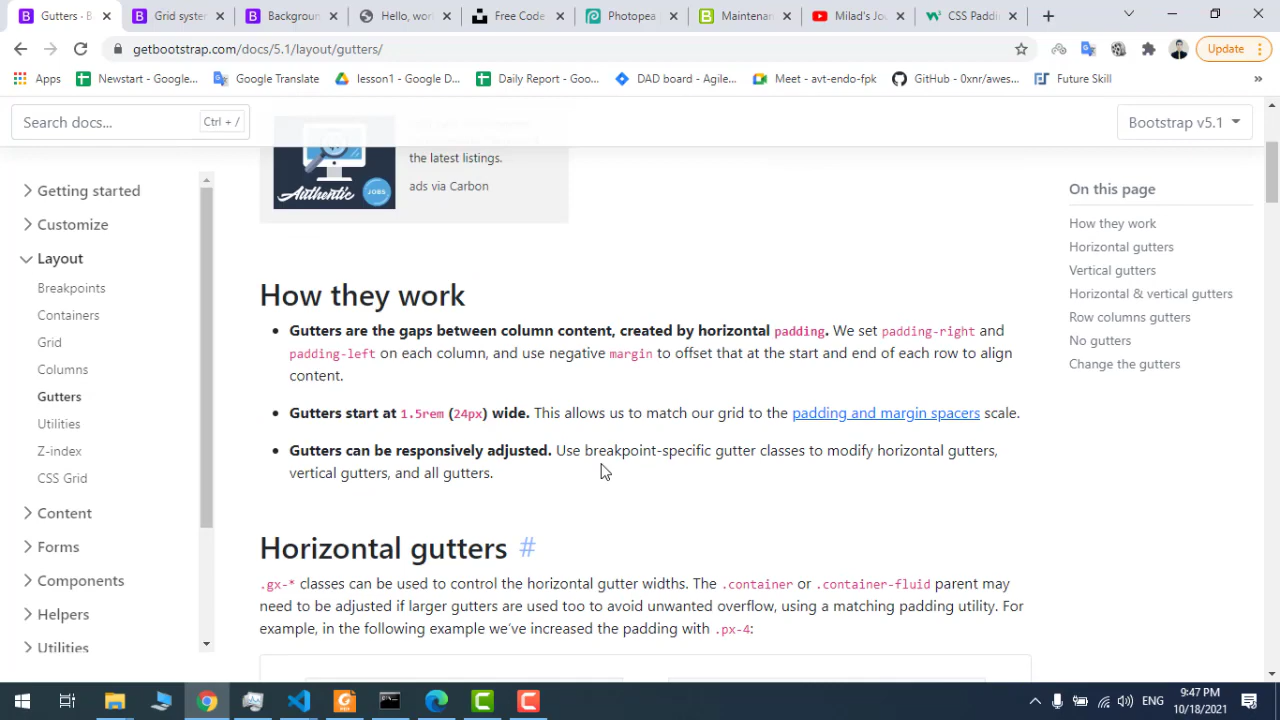 Gutters - B
Grid syste
Backgroun
Hello, wor
Free Code
Photopea
Maintenan
Milad's Jo
CSS Paddi
getbootstrap.com/docs/5.1/layout/gutters/
Update
Apps
Newstart - Google...
Google Translate
lesson1 - Google D...
Daily Report - Goo...
DAD board - Agile...
Meet - avt-endo-fpk
GitHub - 0xnr/awes...
Future Skill
»
Search docs...
Ctrl + /
Bootstrap v5.1
the latest listings.
ads via Carbon
Authentic
JOBS
Getting started
Customize
Layout
Breakpoints
Containers
Grid
Columns
Gutters
Utilities
Z-index
CSS Grid
Content
Forms
Components
Helpers
Utilities
How they work
• Gutters are the gaps between column content, created by horizontal padding. We set padding-right and
padding-left on each column, and use negative margin to offset that at the start and end of each row to align
content.
• Gutters start at 1.5rem (24px) wide. This allows us to match our grid to the padding and margin spacers scale.
• Gutters can be responsively adjusted. Use breakpoint-specific gutter classes to modify horizontal gutters,
vertical gutters, and all gutters.
Horizontal gutters #
.gx-* classes can be used to control the horizontal gutter widths. The .container or .container-fluid parent may
need to be adjusted if larger gutters are used too to avoid unwanted overflow, using a matching padding utility. For
example, in the following example we've increased the padding with .px-4:
On this page
How they work
Horizontal gutters
Vertical gutters
Horizontal & vertical gutters
Row columns gutters
No gutters
Change the gutters
ENG
9:47 PM
10/18/2021